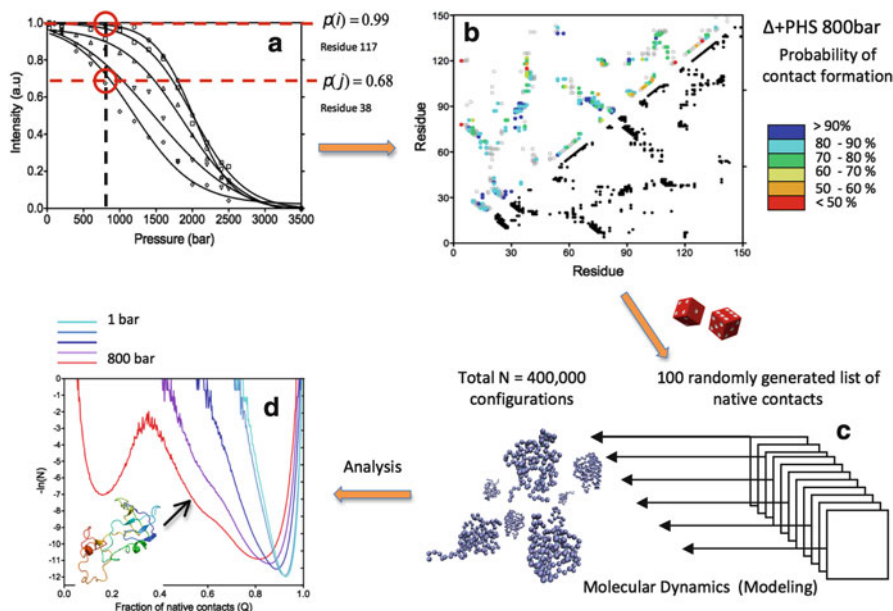 p(i) = 0.99
Residue 117
p(j) = 0.68
Residue 38
a
Intensity (a.u)
1.0
0.8
0.6
0.4
0.2
0.0
0 500 1000 1500 2000 2500 3000 3500
Pressure (bar)
b
Residue
150
120
90
60
30
0
0 30 60 90 120 150
Residue
Δ+PHS 800bar
Probability of
contact formation
> 90%
80 - 90 %
70 - 80 %
60 - 70 %
50 - 60 %
< 50 %
1 bar
800 bar
d
-ln(N)
0
-1
-2
-3
-4
-5
-6
-7
-8
-9
-10
-11
-12
0.0 0.2 0.4 0.6 0.8 1.0
Fraction of native contacts (Q)
Analysis
Total N = 400,000
configurations
100 randomly generated list of
native contacts
c
Molecular Dynamics (Modeling)